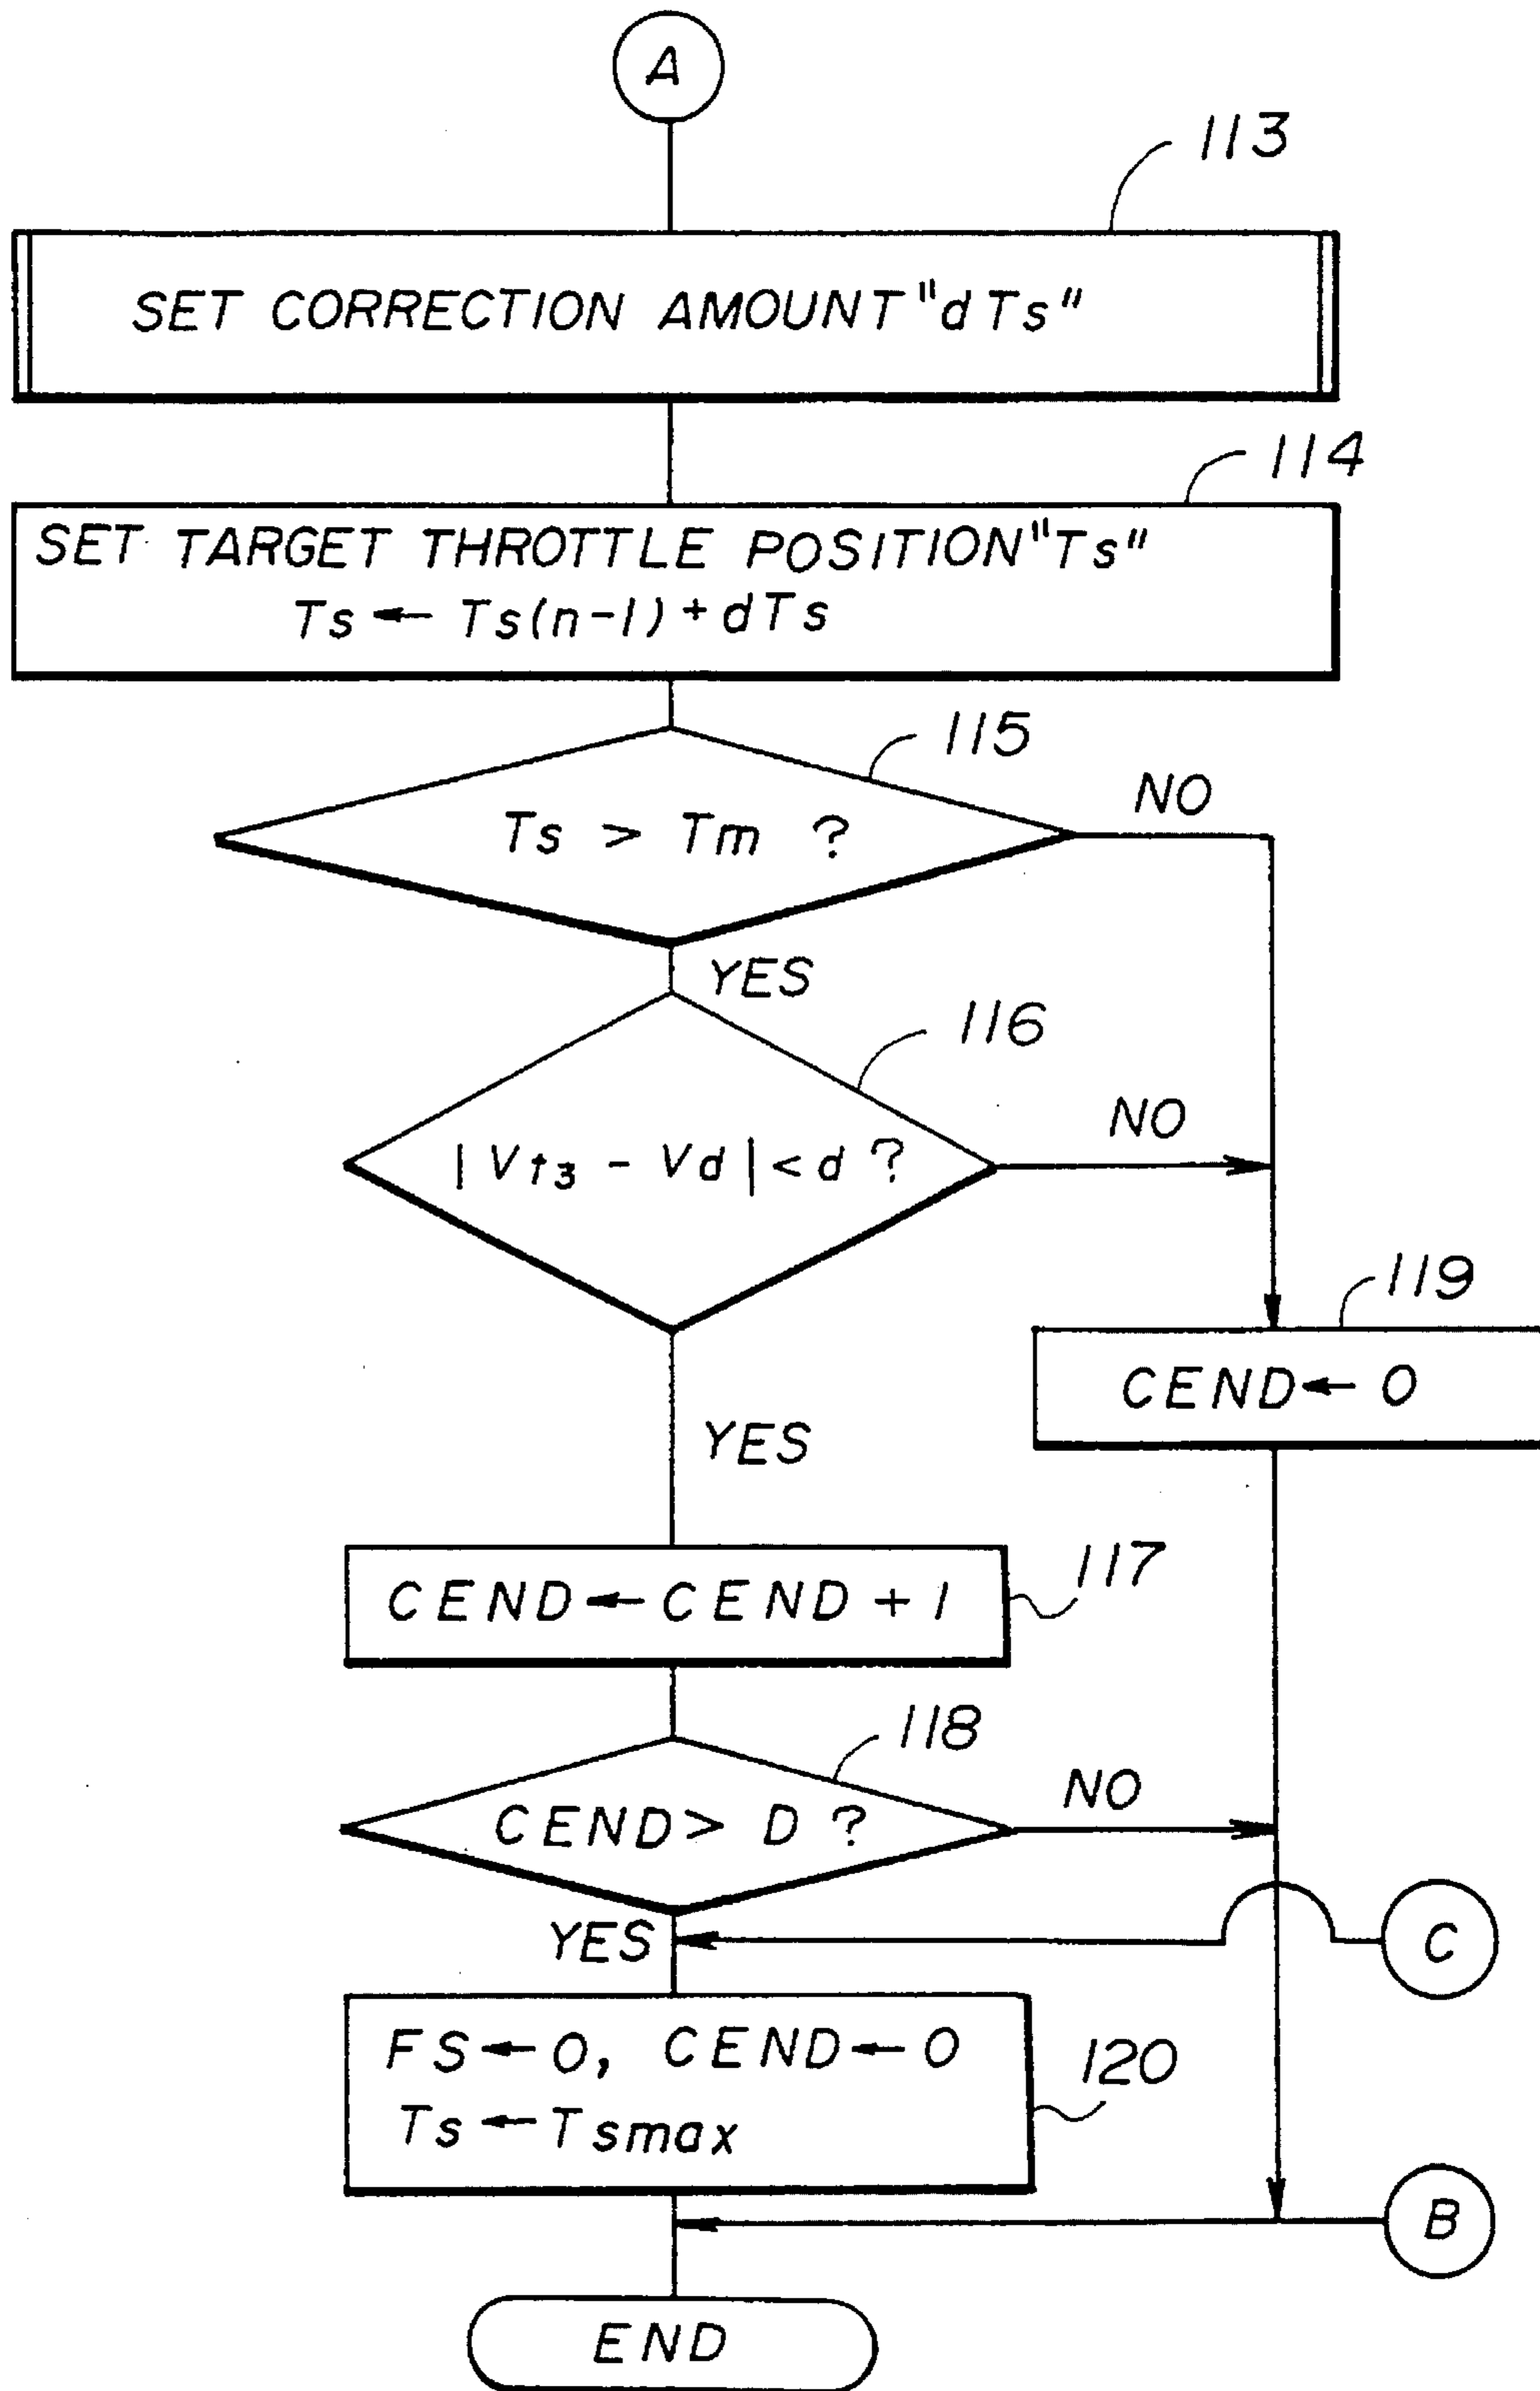 A
113
SET CORRECTION AMOUNT "dTs"
114
SET TARGET THROTTLE POSITION "Ts"
Ts ← Ts(n-1) + dTs
115
Ts > Tm ?
NO
YES
116
| Vt₃ - Vd | < d ?
NO
119
CEND ← 0
YES
117
CEND ← CEND + 1
118
CEND > D ?
NO
YES
C
FS ← 0, CEND ← 0
Ts ← Tsmax
120
B
END